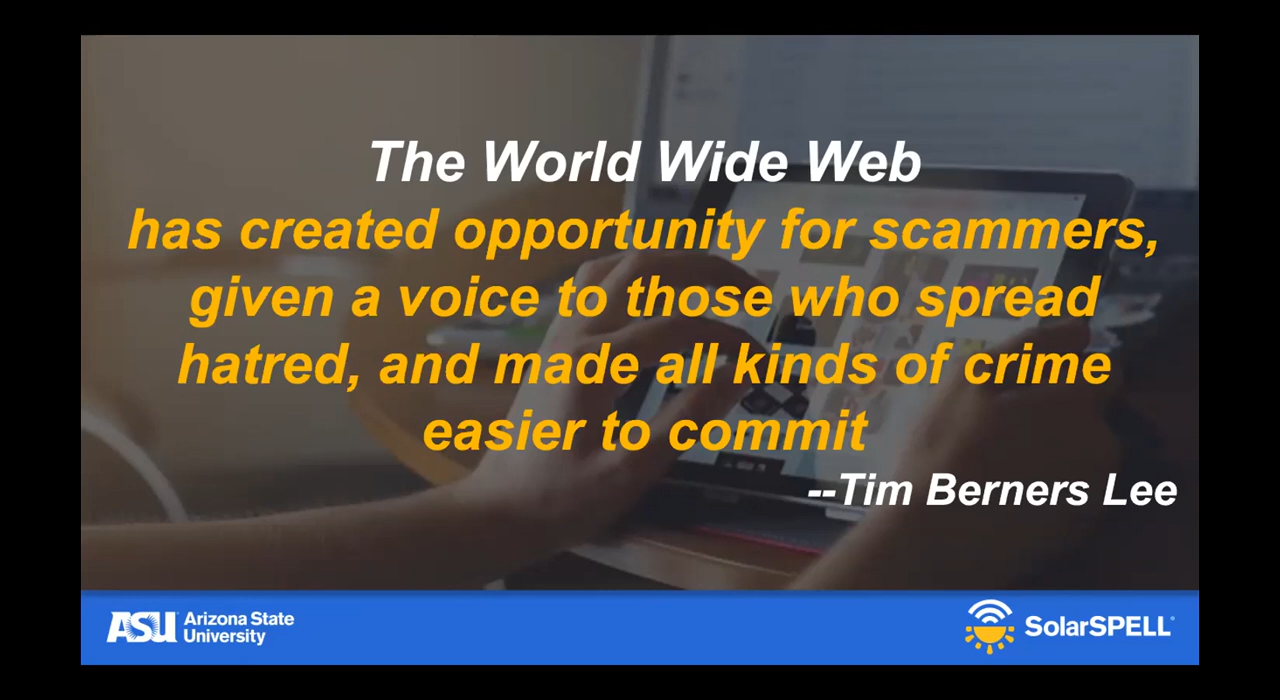 The World Wide Web
has created opportunity for scammers,
given a voice to those who spread
hatred, and made all kinds of crime
easier to commit
--Tim Berners Lee
ASU Arizona State
University
SolarSPELL